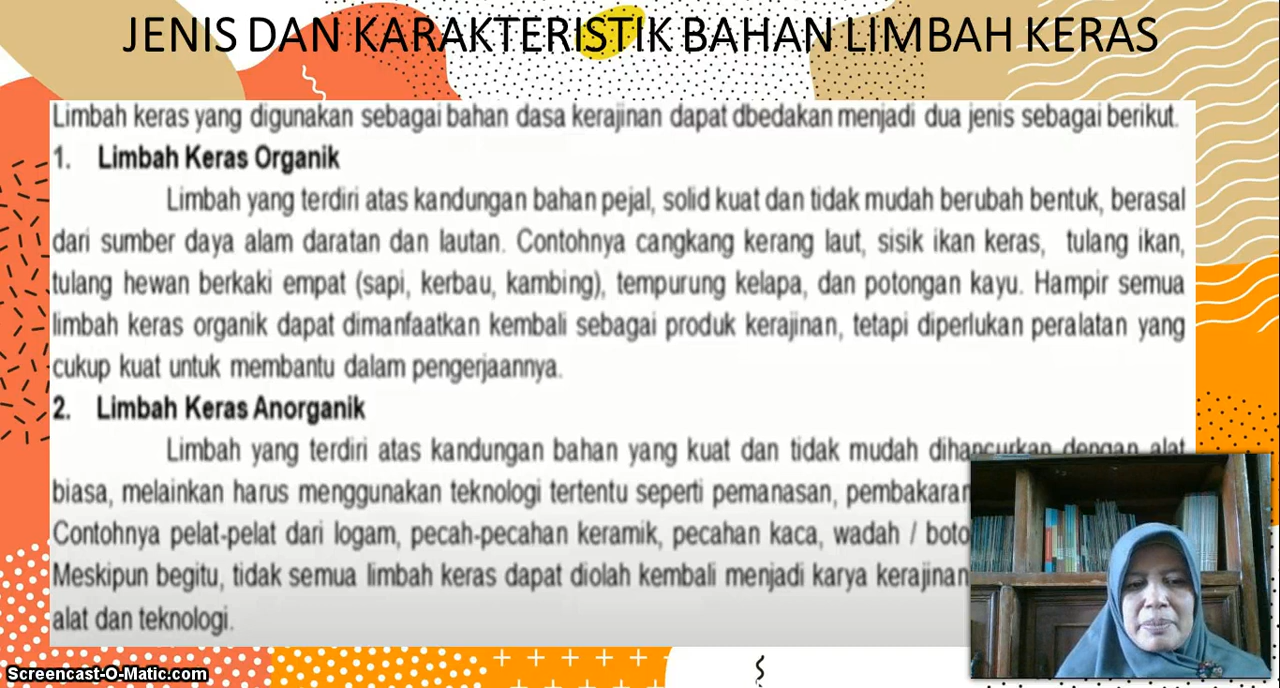 JENIS DAN KARAKTERISTIK BAHAN LIMBAH KERAS
Limbah keras yang digunakan sebagai bahan dasa kerajinan dapat dbedakan menjadi dua jenis sebagai berikut.
1. Limbah Keras Organik
Limbah yang terdiri atas kandungan bahan pejal, solid kuat dan tidak mudah berubah bentuk, berasal
dari sumber daya alam daratan dan lautan. Contohnya cangkang kerang laut, sisik ikan keras, tulang ikan,
tulang hewan berkaki empat (sapi, kerbau, kambing), tempurung kelapa, dan potongan kayu. Hampir semua
limbah keras organik dapat dimanfaatkan kembali sebagai produk kerajinan, tetapi diperlukan peralatan yang
cukup kuat untuk membantu dalam pengerjaannya.
2. Limbah Keras Anorganik
Limbah yang terdiri atas kandungan bahan yang kuat dan tidak mudah dihancurkan dengan alat
biasa, melainkan harus menggunakan teknologi tertentu seperti pemanasan,
Contohnya pelat-pelat dari logam, pecah-pecahan keramik, pecahan kaca, wadah /
Meskipun begitu, tidak semua limbah keras dapat diolah kembali menjadi karya kerajinan
alat dan teknologi.
Screencast-O-Matic.com